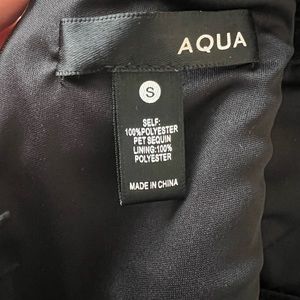 AQUA
S
SELF:
100%POLYESTER
PET SEQUIN
LINING:100%
POLYESTER
MADE IN CHINA